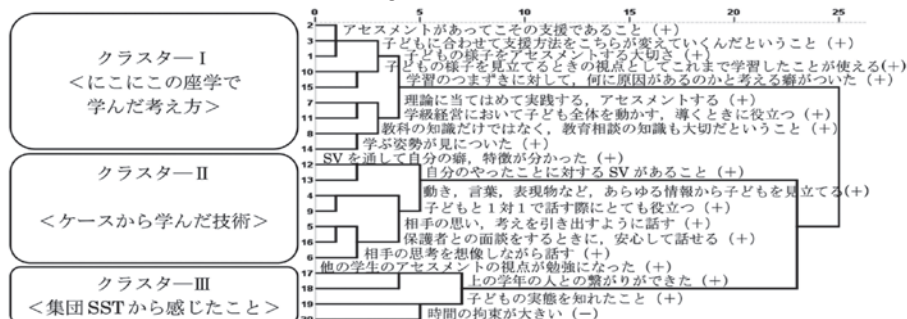 0 5 10 15 20 25
クラスター―Ⅰ
<にこにこの座学で
学んだ考え方>
クラスター―Ⅱ
<ケースから学んだ技術>
クラスター―Ⅲ
<集団SSTから感じたこと>
2 アセスメントがあってこその支援であること（+）
3 子どもに合わせて支援方法をこちらが変えていくんだということ（+）
1 子どもの様子をアセスメントする大切さ（+）
10 子どもの様子を見立てるときの視点としてこれまで学習したことが使える(+)
15 学習のつまずきに対して，何に原因があるのかと考える癖がついた（+）
7 理論に当てはめて実践する，アセスメントする（+）
11 学級経営において子ども全体を動かす，導くときに役立つ（+）
8 教科の知識だけではなく，教育相談の知識も大切だということ（+）
14 学ぶ姿勢が見についた（+）
12 SVを通して自分の癖，特徴が分かった（+）
13 自分のやったことに対するSVがあること（+）
4 動き，言葉，表現物など，あらゆる情報から子どもを見立てる(+)
9 子どもと1対1で話す際にとても役立つ（+）
5 相手の思い，考えを引き出すように話す（+）
16 保護者との面談をするときに，安心して話せる（+）
6 相手の思考を想像しながら話す（+）
17 他の学生のアセスメントの視点が勉強になった（+）
18 上の学年の人との繋がりができた（+）
19 子どもの実態を知れたこと（+）
20 時間の拘束が大きい（−）